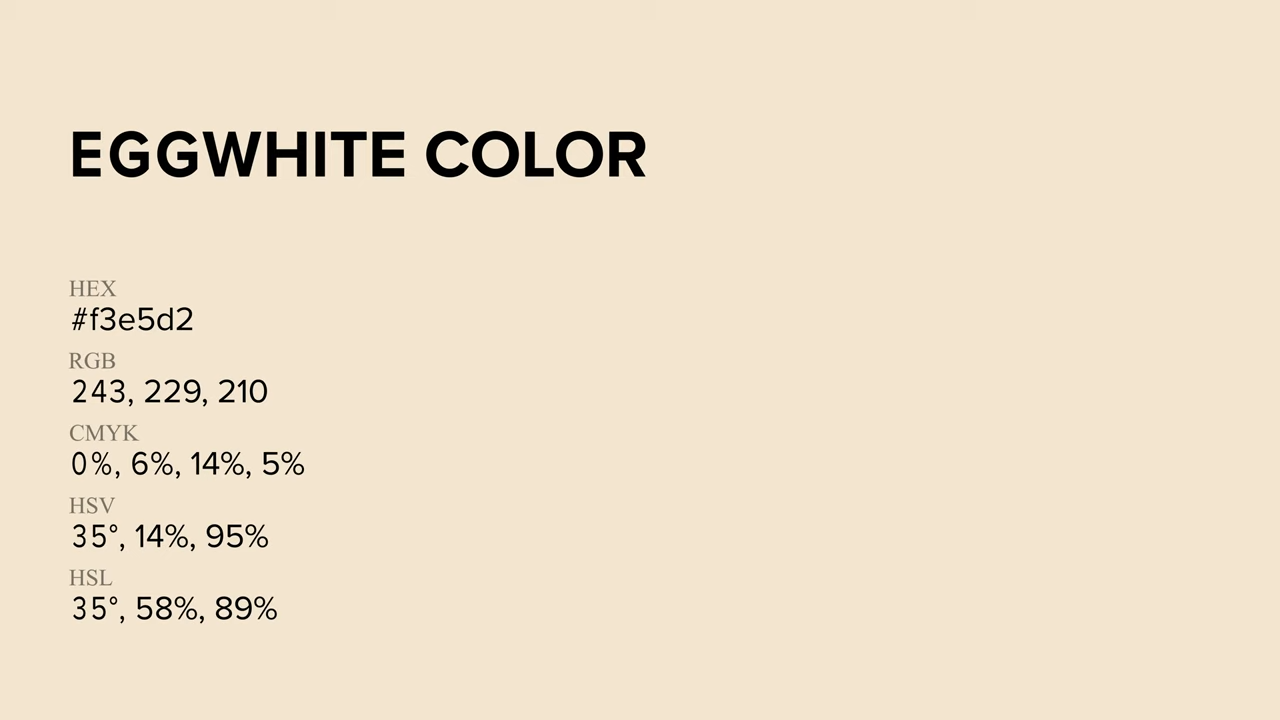 EGGWHITE COLOR
HEX
#f3e5d2
RGB
243, 229, 210
CMYK
0%, 6%, 14%, 5%
HSV
35°, 14%, 95%
HSL
35°, 58%, 89%